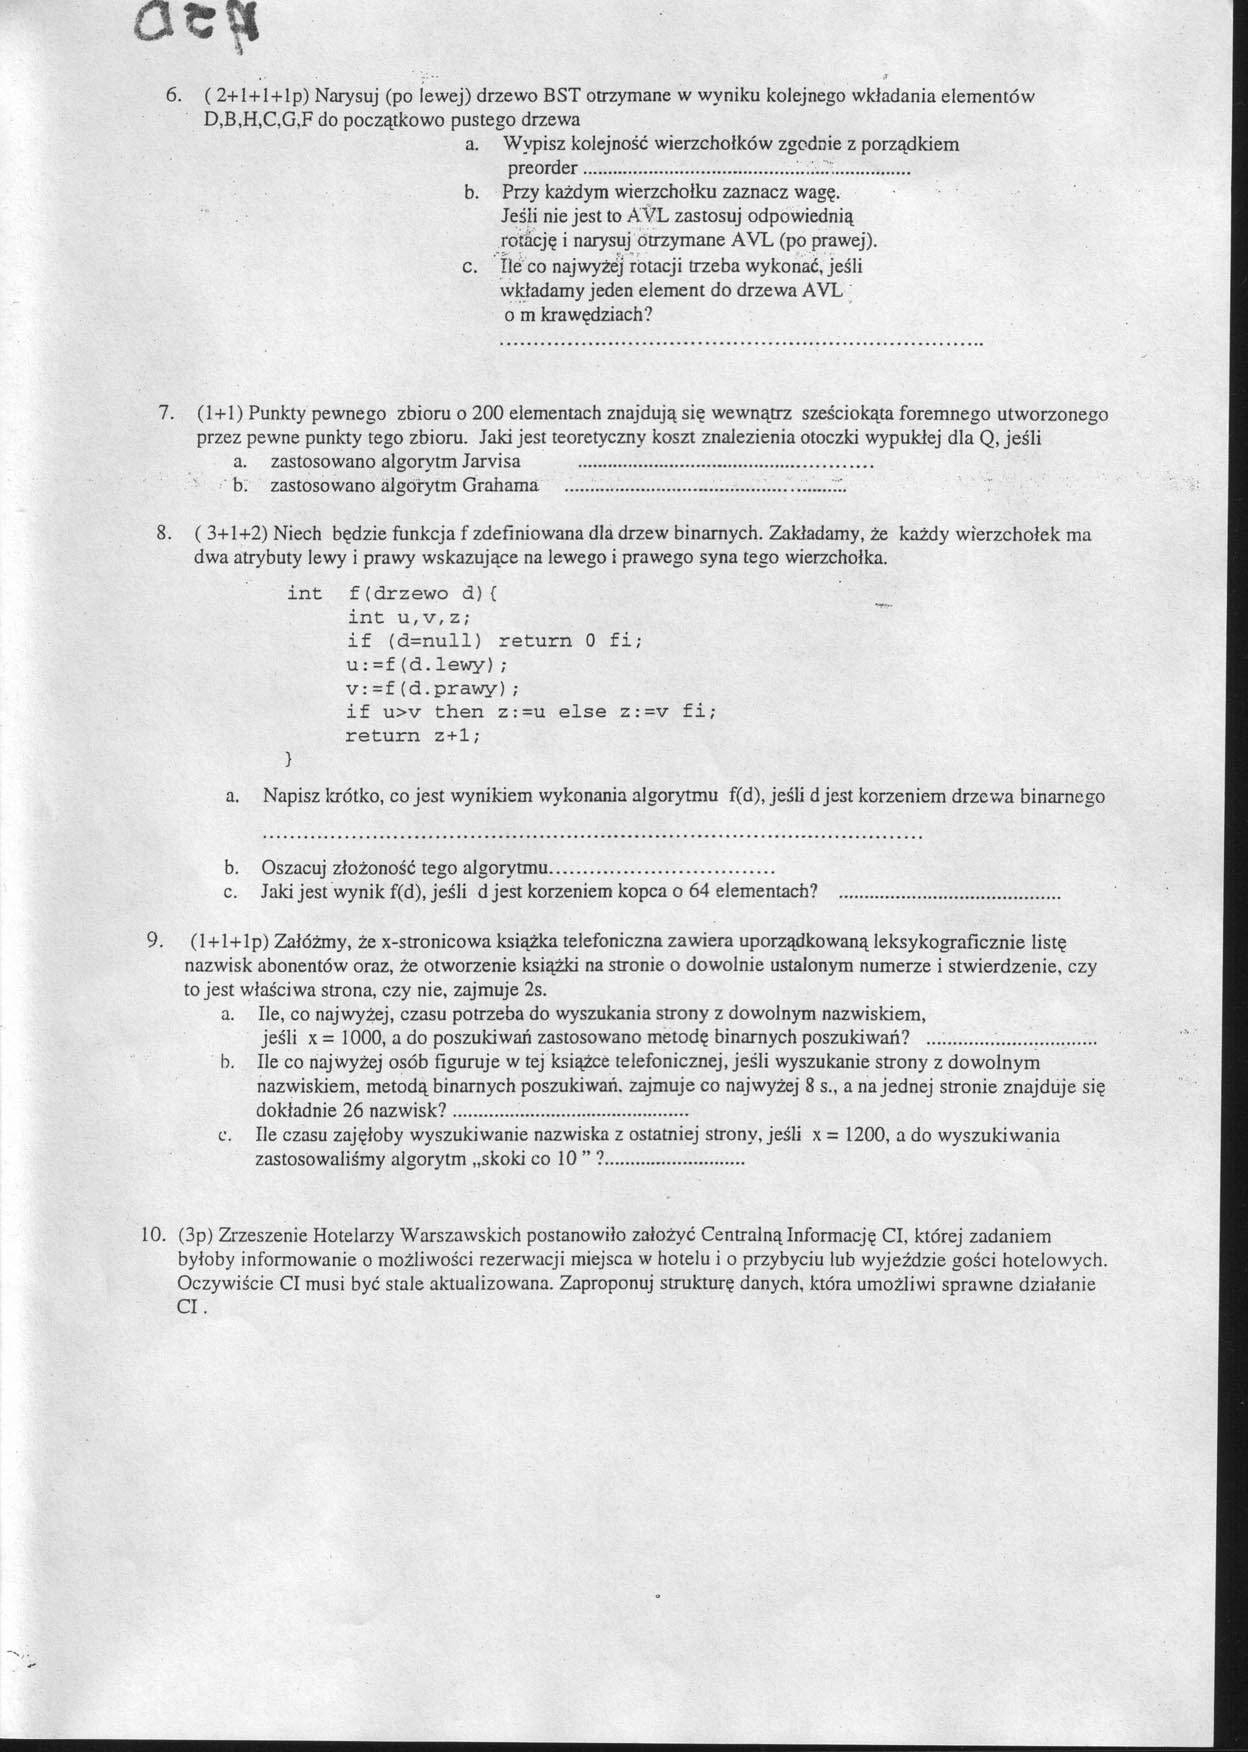 6. ( 2+1+1+1p) Narysuj (po lewej) drzewo BST otrzymane w wyniku kolejnego wkładania elementów
D,B,H,C,G,F do początkowo pustego drzewa
a. Wypisz kolejność wierzchołków zgodnie z porządkiem
preorder ..............................................................
b. Przy każdym wierzchołku zaznacz wagę.
Jeśli nie jest to AVL zastosuj odpowiednią
rotację i narysuj otrzymane AVL (po prawej).
c. Ile co najwyżej rotacji trzeba wykonać, jeśli
wkładamy jeden element do drzewa AVL
o m krawędziach?
....................................................................................
7. (1+1) Punkty pewnego zbioru o 200 elementach znajdują się wewnątrz sześciokąta foremnego utworzonego
przez pewne punkty tego zbioru. Jaki jest teoretyczny koszt znalezienia otoczki wypukłej dla Q, jeśli
a. zastosowano algorytm Jarvisa .......................................................
b. zastosowano algorytm Grahama .....................................................
8. ( 3+1+2) Niech będzie funkcja f zdefiniowana dla drzew binarnych. Zakładamy, że każdy wierzchołek ma
dwa atrybuty lewy i prawy wskazujące na lewego i prawego syna tego wierzchołka.
int f(drzewo d){
int u,v,z;
if (d=null) return 0 fi;
u:=f(d.lewy);
v:=f(d.prawy);
if u>v then z:=u else z:=v fi;
return z+1;
}
a. Napisz krótko, co jest wynikiem wykonania algorytmu f(d), jeśli d jest korzeniem drzewa binarnego
....................................................................................................................
b. Oszacuj złożoność tego algorytmu.......................................
c. Jaki jest wynik f(d), jeśli d jest korzeniem kopca o 64 elementach? ..........................................
9. (1+1+1p) Załóżmy, że x-stronicowa książka telefoniczna zawiera uporządkowaną leksykograficznie listę
nazwisk abonentów oraz, że otworzenie książki na stronie o dowolnie ustalonym numerze i stwierdzenie, czy
to jest właściwa strona, czy nie, zajmuje 2s.
a. Ile, co najwyżej, czasu potrzeba do wyszukania strony z dowolnym nazwiskiem,
jeśli x = 1000, a do poszukiwań zastosowano metodę binarnych poszukiwań? ................................
b. Ile co najwyżej osób figuruje w tej książce telefonicznej, jeśli wyszukanie strony z dowolnym
nazwiskiem, metodą binarnych poszukiwań. zajmuje co najwyżej 8 s., a na jednej stronie znajduje się
dokładnie 26 nazwisk? ............................................
c. Ile czasu zajęłoby wyszukiwanie nazwiska z ostatniej strony, jeśli x = 1200, a do wyszukiwania
zastosowaliśmy algorytm „skoki co 10 ” ?..........................
10. (3p) Zrzeszenie Hotelarzy Warszawskich postanowiło założyć Centralną Informację CI, której zadaniem
byłoby informowanie o możliwości rezerwacji miejsca w hotelu i o przybyciu lub wyjeździe gości hotelowych.
Oczywiście CI musi być stale aktualizowana. Zaproponuj strukturę danych, która umożliwi sprawne działanie
CI .